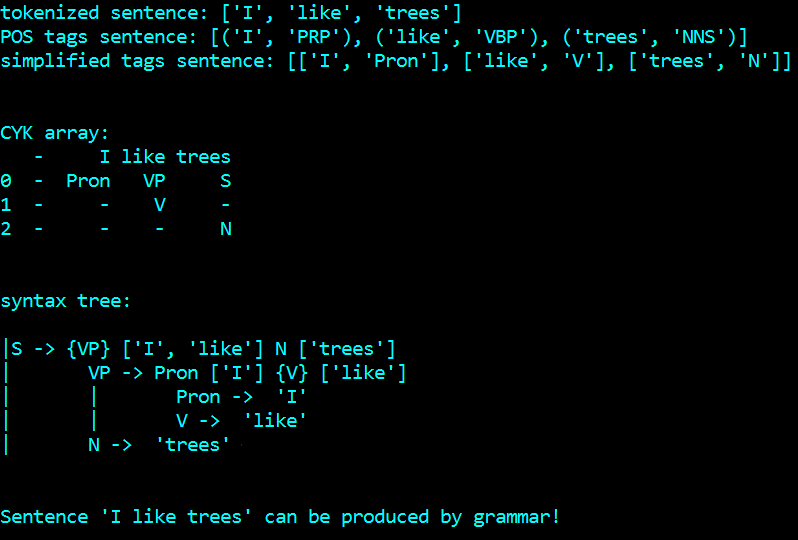 tokenized sentence: ['I', 'like', 'trees']
POS tags sentence: [('I', 'PRP'), ('like', 'VBP'), ('trees', 'NNS')]
simplified tags sentence: [['I', 'Pron'], ['like', 'V'], ['trees', 'N']]
CYK array:
   -     I like trees
0  -  Pron   VP     S
1  -     -    V     -
2  -     -    -     N
syntax tree:
|S -> {VP} ['I', 'like'] N ['trees']
|       VP -> Pron ['I'] {V} ['like']
|       |       Pron ->  'I'
|       |       V ->  'like'
|       N ->  'trees'
Sentence 'I like trees' can be produced by grammar!